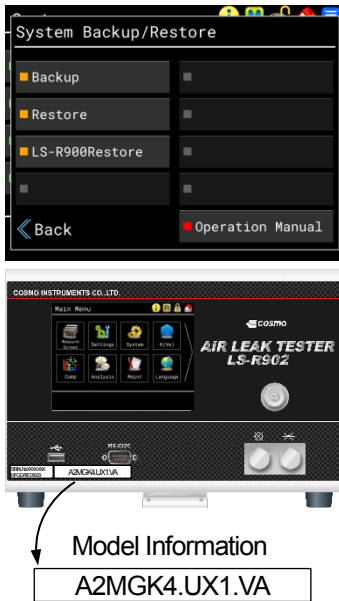 System Backup/Restore
Backup
Restore
LS-R900Restore
Back
Operation Manual
COSMO INSTRUMENTS CO.,LTD.
Main Menu
Measure Screen
Settings
System
K(Ve)
Comp
Analysis
Maint
Language
COSMO
AIR LEAK TESTER
LS-R902
RS-232C
A2MGK4.UX1.VA
Model Information
A2MGK4.UX1.VA